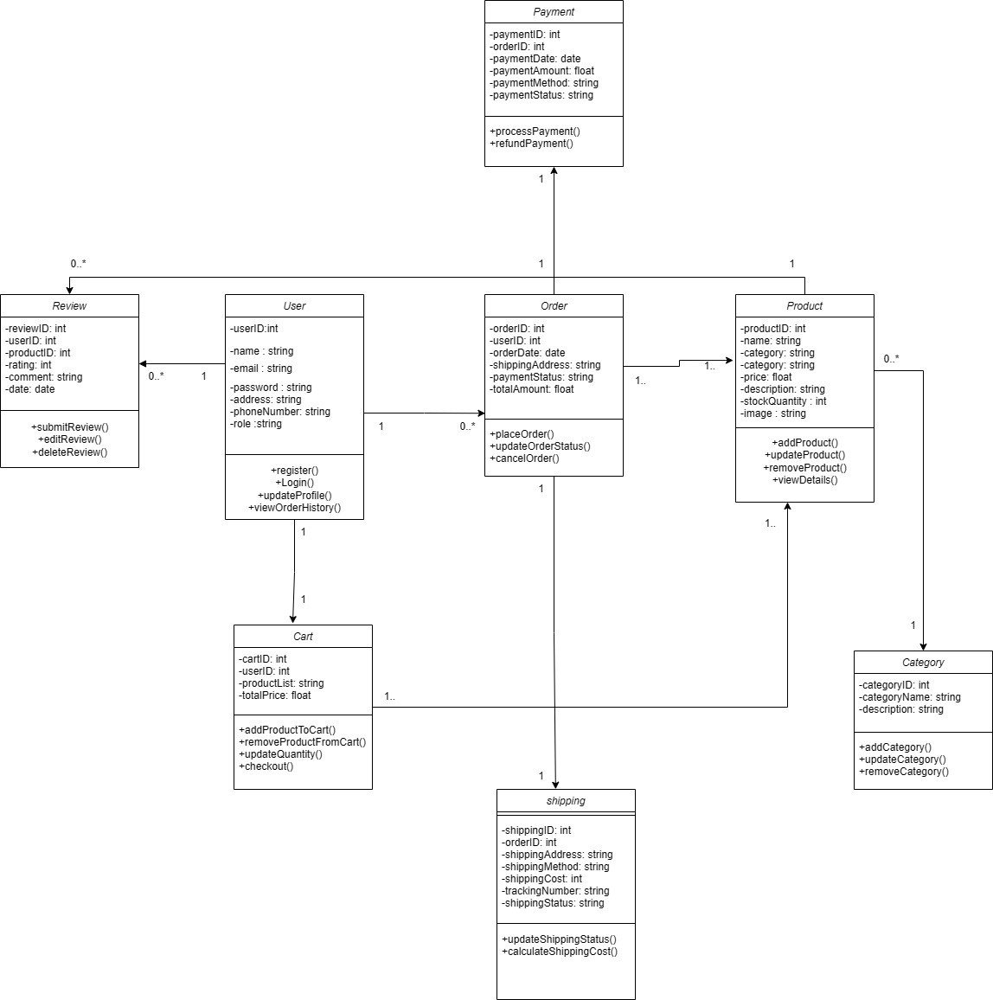 Payment
-paymentID: int
-orderID: int
-paymentDate: date
-paymentAmount: float
-paymentMethod: string
-paymentStatus: string
+processPayment()
+refundPayment()
1
0..*
1
1
Review
-reviewID: int
-userID: int
-productID: int
-rating: int
-comment: string
-date: date
+submitReview()
+editReview()
+deleteReview()
0..*
1
User
-userID:int
-name : string
-email : string
-password : string
-address: string
-phoneNumber: string
-role :string
+register()
+Login()
+updateProfile()
+viewOrderHistory()
1
0..*
Order
-orderID: int
-userID: int
-orderDate: date
-shippingAddress: string
-paymentStatus: string
-totalAmount: float
+placeOrder()
+updateOrderStatus()
+cancelOrder()
1..
1..
Product
-productID: int
-name: string
-category: string
-category: string
-price: float
-description: string
-stockQuantity : int
-image : string
+addProduct()
+updateProduct()
+removeProduct()
+viewDetails()
0..*
1
1
1..
1
1
Cart
-cartID: int
-userID: int
-productList: string
-totalPrice: float
+addProductToCart()
+removeProductFromCart()
+updateQuantity()
+checkout()
1..
Category
-categoryID: int
-categoryName: string
-description: string
+addCategory()
+updateCategory()
+removeCategory()
1
shipping
-shippingID: int
-orderID: int
-shippingAddress: string
-shippingMethod: string
-shippingCost: int
-trackingNumber: string
-shippingStatus: string
+updateShippingStatus()
+calculateShippingCost()